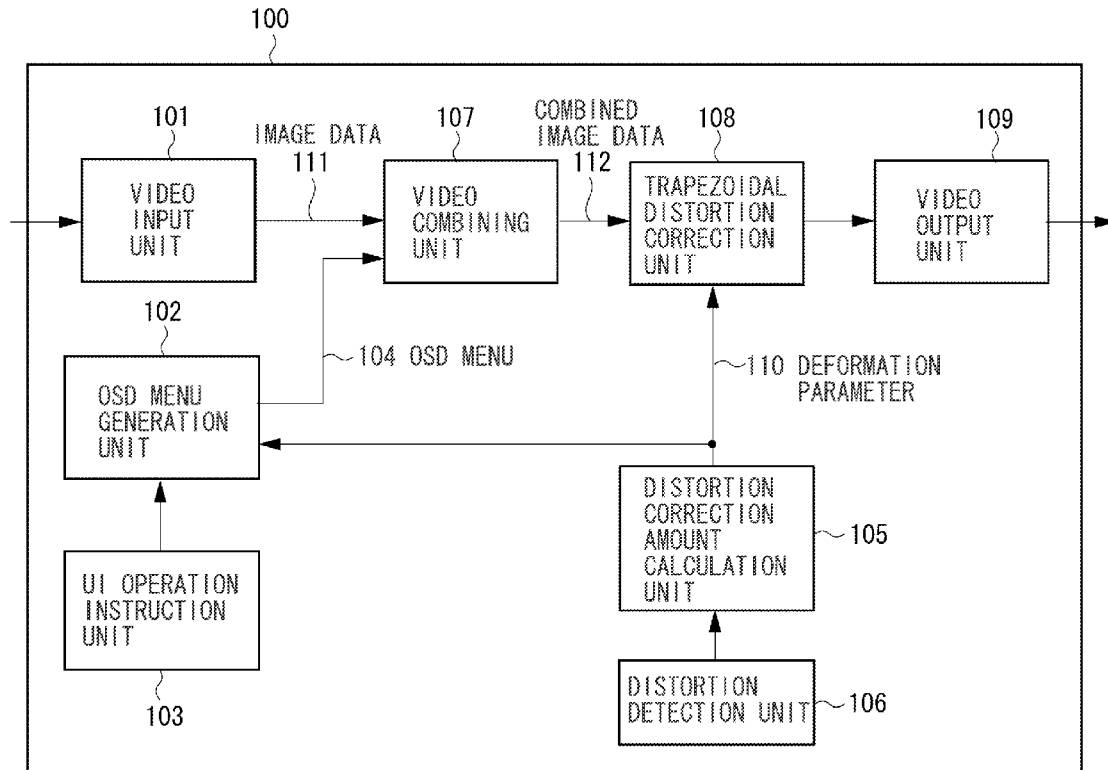 100
101
VIDEO
INPUT
UNIT
IMAGE DATA
111
107
VIDEO
COMBINING
UNIT
COMBINED
IMAGE DATA
112
108
TRAPEZOIDAL
DISTORTION
CORRECTION
UNIT
109
VIDEO
OUTPUT
UNIT
102
OSD MENU
GENERATION
UNIT
104 OSD MENU
110 DEFORMATION
PARAMETER
UI OPERATION
INSTRUCTION
UNIT
103
DISTORTION
CORRECTION
AMOUNT
CALCULATION
UNIT
105
DISTORTION
DETECTION UNIT
106